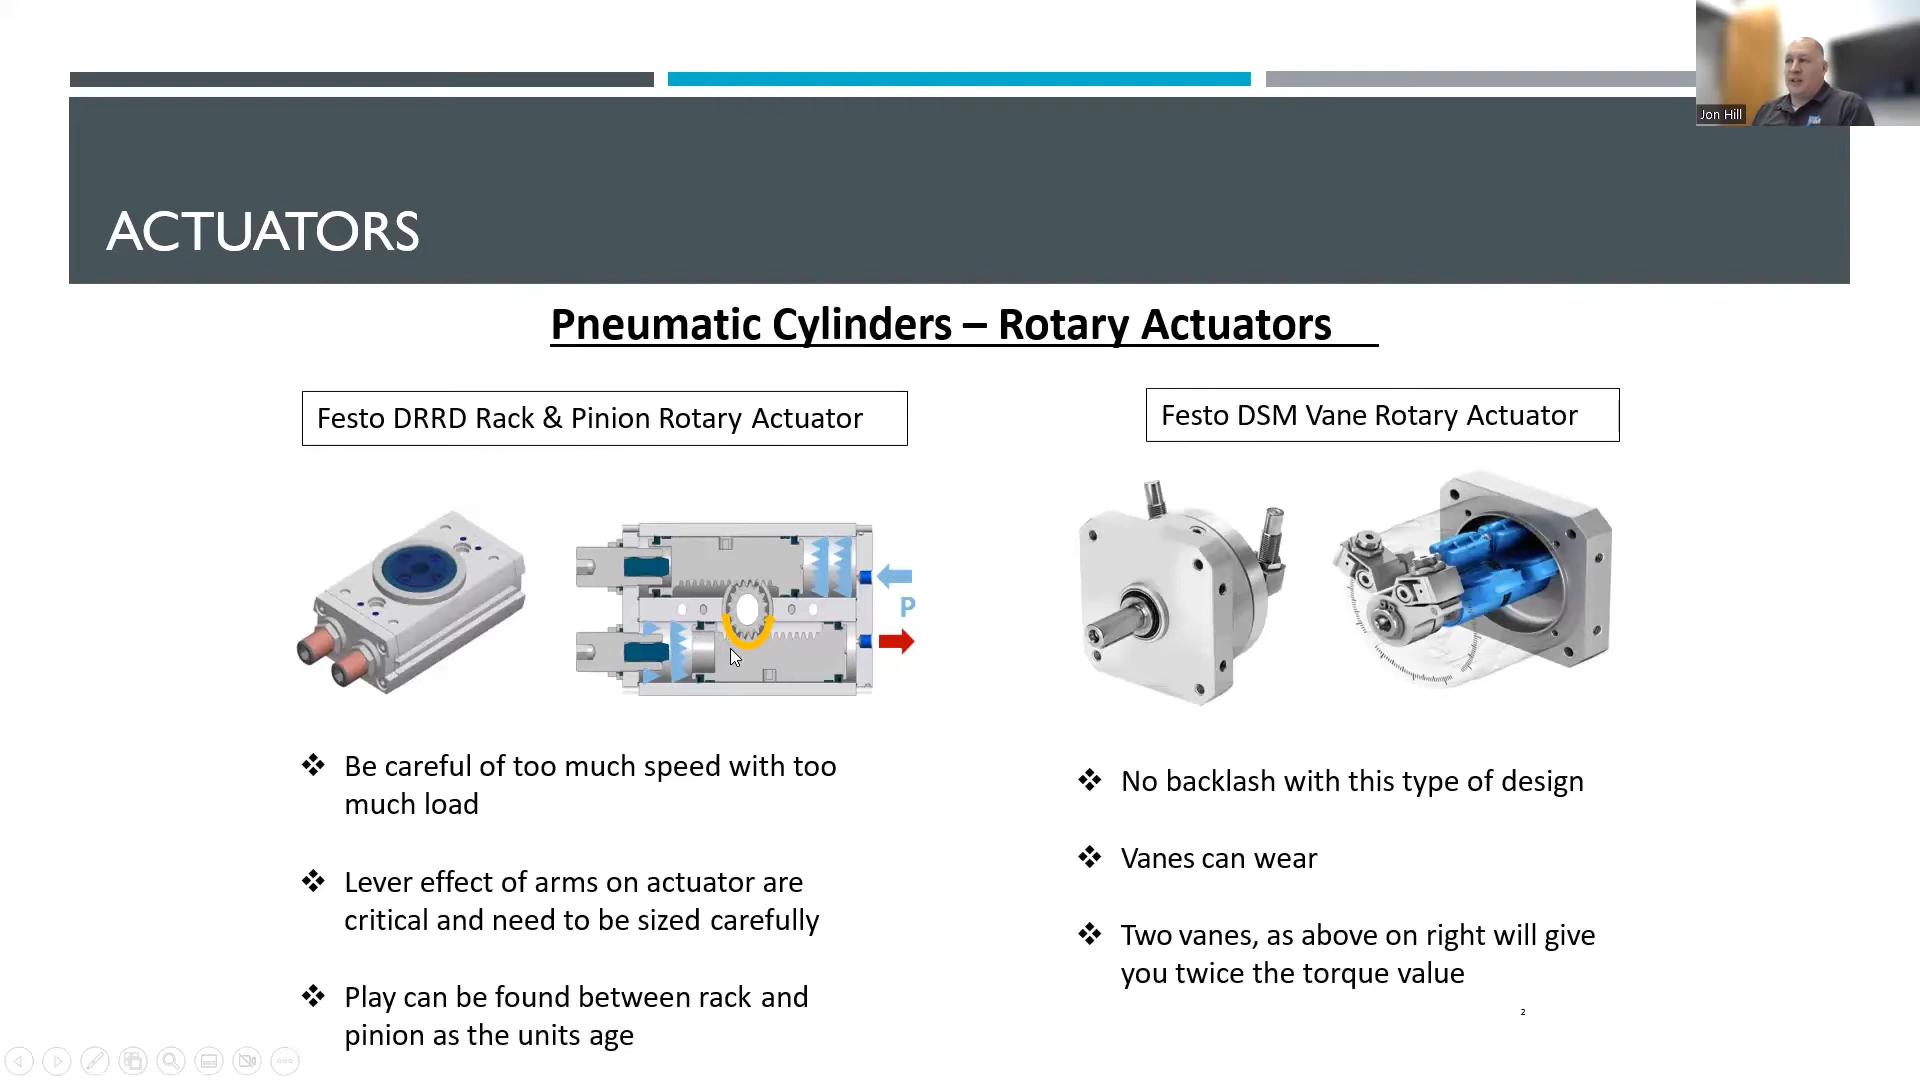 Jon Hill
ACTUATORS
Pneumatic Cylinders – Rotary Actuators
Festo DRRD Rack & Pinion Rotary Actuator
P
❖ Be careful of too much speed with too
much load
❖ Lever effect of arms on actuator are
critical and need to be sized carefully
❖ Play can be found between rack and
pinion as the units age
Festo DSM Vane Rotary Actuator
❖ No backlash with this type of design
❖ Vanes can wear
❖ Two vanes, as above on right will give
you twice the torque value
2